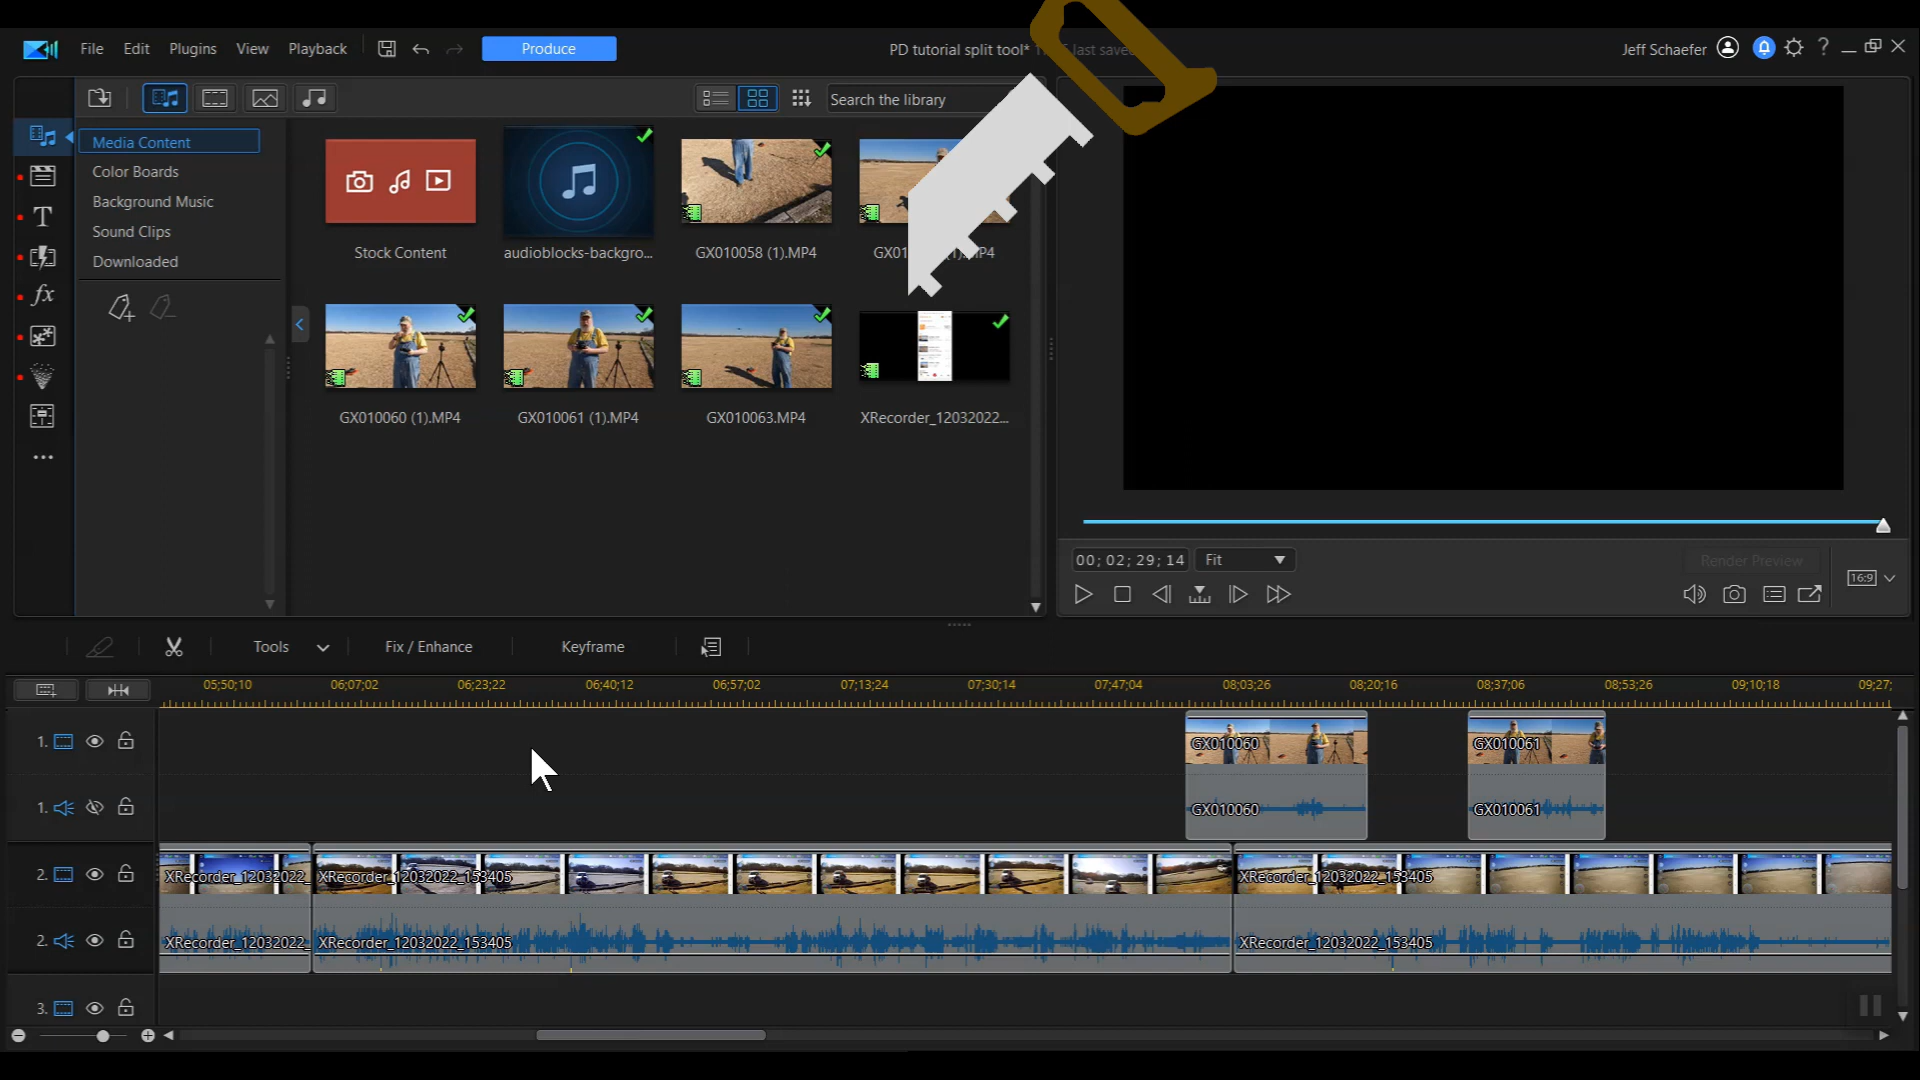 File Edit Plugins View Playback Produce PD tutorial split tool* last saved Jeff Schaefer ?
Search the library
Media Content
Color Boards
Background Music
Sound Clips
Downloaded
T
fx
Stock Content audioblocks-backgro... GX010058 (1).MP4
GX010060 (1).MP4 GX010061 (1).MP4 GX010063.MP4 XRecorder_12032022...
00; 02; 29; 14 Fit Render Preview 16:9
Tools Fix / Enhance Keyframe
05;50;10 06;07;02 06;23;22 06;40;12 06;57;02 07;13;24 07;30;14 07;47;04 08;03;26 08;20;16 08;37;06 08;53;26 09;10;18 09;27;
1. GX010060 GX010061
1. GX010060 GX010061
2. XRecorder_12032022_ XRecorder_12032022_153405 XRecorder_12032022_153405
2. XRecorder_12032022_ XRecorder_12032022_153405 XRecorder_12032022_153405
3.